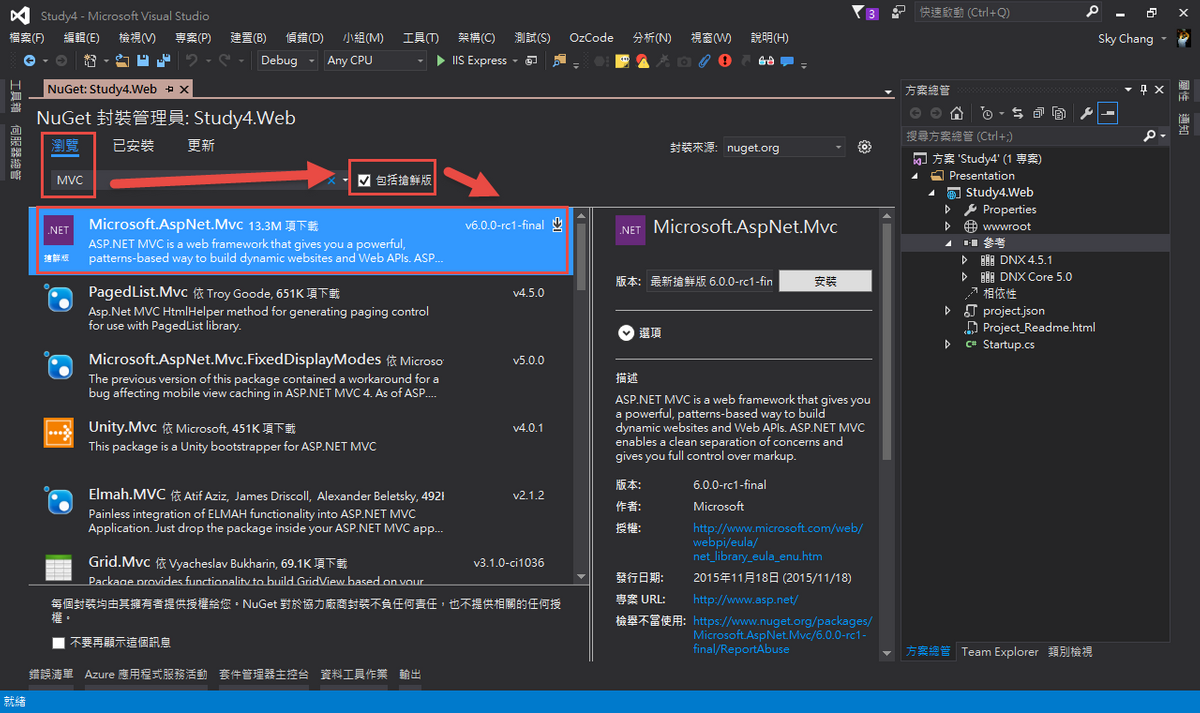 Study4 - Microsoft Visual Studio
3
快速啟動 (Ctrl+Q)
檔案(F) 編輯(E) 檢視(V) 專案(P) 建置(B) 偵錯(D) 小組(M) 工具(T) 架構(C) 測試(S) OzCode 分析(N) 視窗(W) 說明(H)
Sky Chang
Debug Any CPU IIS Express
工具箱
伺服器總管
NuGet: Study4.Web
NuGet 封裝管理員: Study4.Web
瀏覽 已安裝 更新
封裝來源: nuget.org
MVC
包括搶鮮版
.NET
搶鮮版
Microsoft.AspNet.Mvc 13.3M 項下載 v6.0.0-rc1-final
ASP.NET MVC is a web framework that gives you a powerful,
patterns-based way to build dynamic websites and Web APIs. ASP...
PagedList.Mvc 依 Troy Goode, 651K 項下載 v4.5.0
Asp.Net MVC HtmlHelper method for generating paging control
for use with PagedList library.
Microsoft.AspNet.Mvc.FixedDisplayModes 依 Microso v5.0.0
The previous version of this package contained a workaround for a
bug affecting mobile view caching in ASP.NET MVC 4. As of ASP....
Unity.Mvc 依 Microsoft, 451K 項下載 v4.0.1
This package is a Unity bootstrapper for ASP.NET MVC
Elmah.MVC 依 Atif Aziz, James Driscoll, Alexander Beletsky, 492K v2.1.2
Painless integration of ELMAH functionality into ASP.NET MVC
Application. Just drop the package inside your ASP.NET MVC app...
Grid.Mvc 依 Vyacheslav Bukharin, 69.1K 項下載 v3.1.0-ci1036
Package provides functionality to build GridView based on your
每個封裝均由其擁有者提供授權給您。NuGet 對於協力廠商封裝不負任何責任，也不提供相關的任何授
權。
不要再顯示這個訊息
.NET
Microsoft.AspNet.Mvc
版本: 最新搶鮮版 6.0.0-rc1-fin 安裝
選項
描述
ASP.NET MVC is a web framework that gives you
a powerful, patterns-based way to build
dynamic websites and Web APIs. ASP.NET MVC
enables a clean separation of concerns and
gives you full control over markup.
版本: 6.0.0-rc1-final
作者: Microsoft
授權: http://www.microsoft.com/web/
webpi/eula/
net_library_eula_enu.htm
發行日期: 2015年11月18日 (2015/11/18)
專案 URL: http://www.asp.net/
檢舉不當使用: https://www.nuget.org/packages/
Microsoft.AspNet.Mvc/6.0.0-rc1-
final/ReportAbuse
方案總管
搜尋方案總管 (Ctrl+;)
方案 'Study4' (1 專案)
Presentation
Study4.Web
Properties
wwwroot
參考
DNX 4.5.1
DNX Core 5.0
相依性
project.json
Project_Readme.html
C# Startup.cs
方案總管 Team Explorer 類別檢視
屬性
通知
錯誤清單 Azure 應用程式服務活動 套件管理器主控台 資料工具作業 輸出
就緒